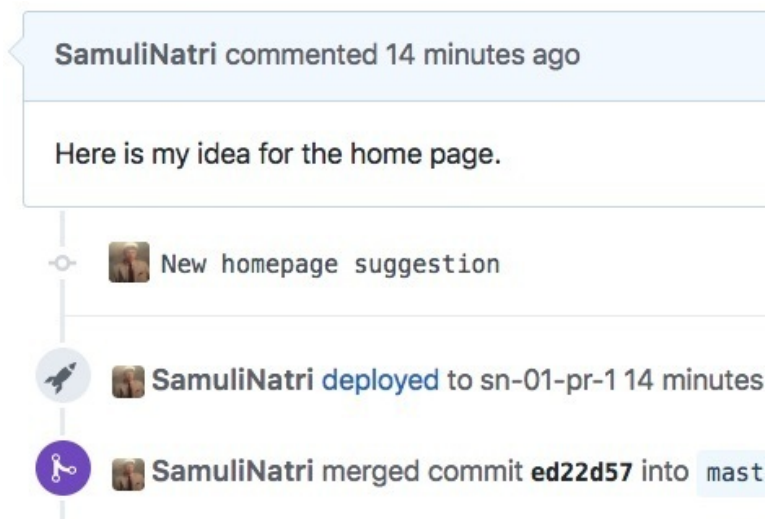 SamuliNatri commented 14 minutes ago
Here is my idea for the home page.
New homepage suggestion
SamuliNatri deployed to sn-01-pr-1 14 minutes
SamuliNatri merged commit ed22d57 into mast